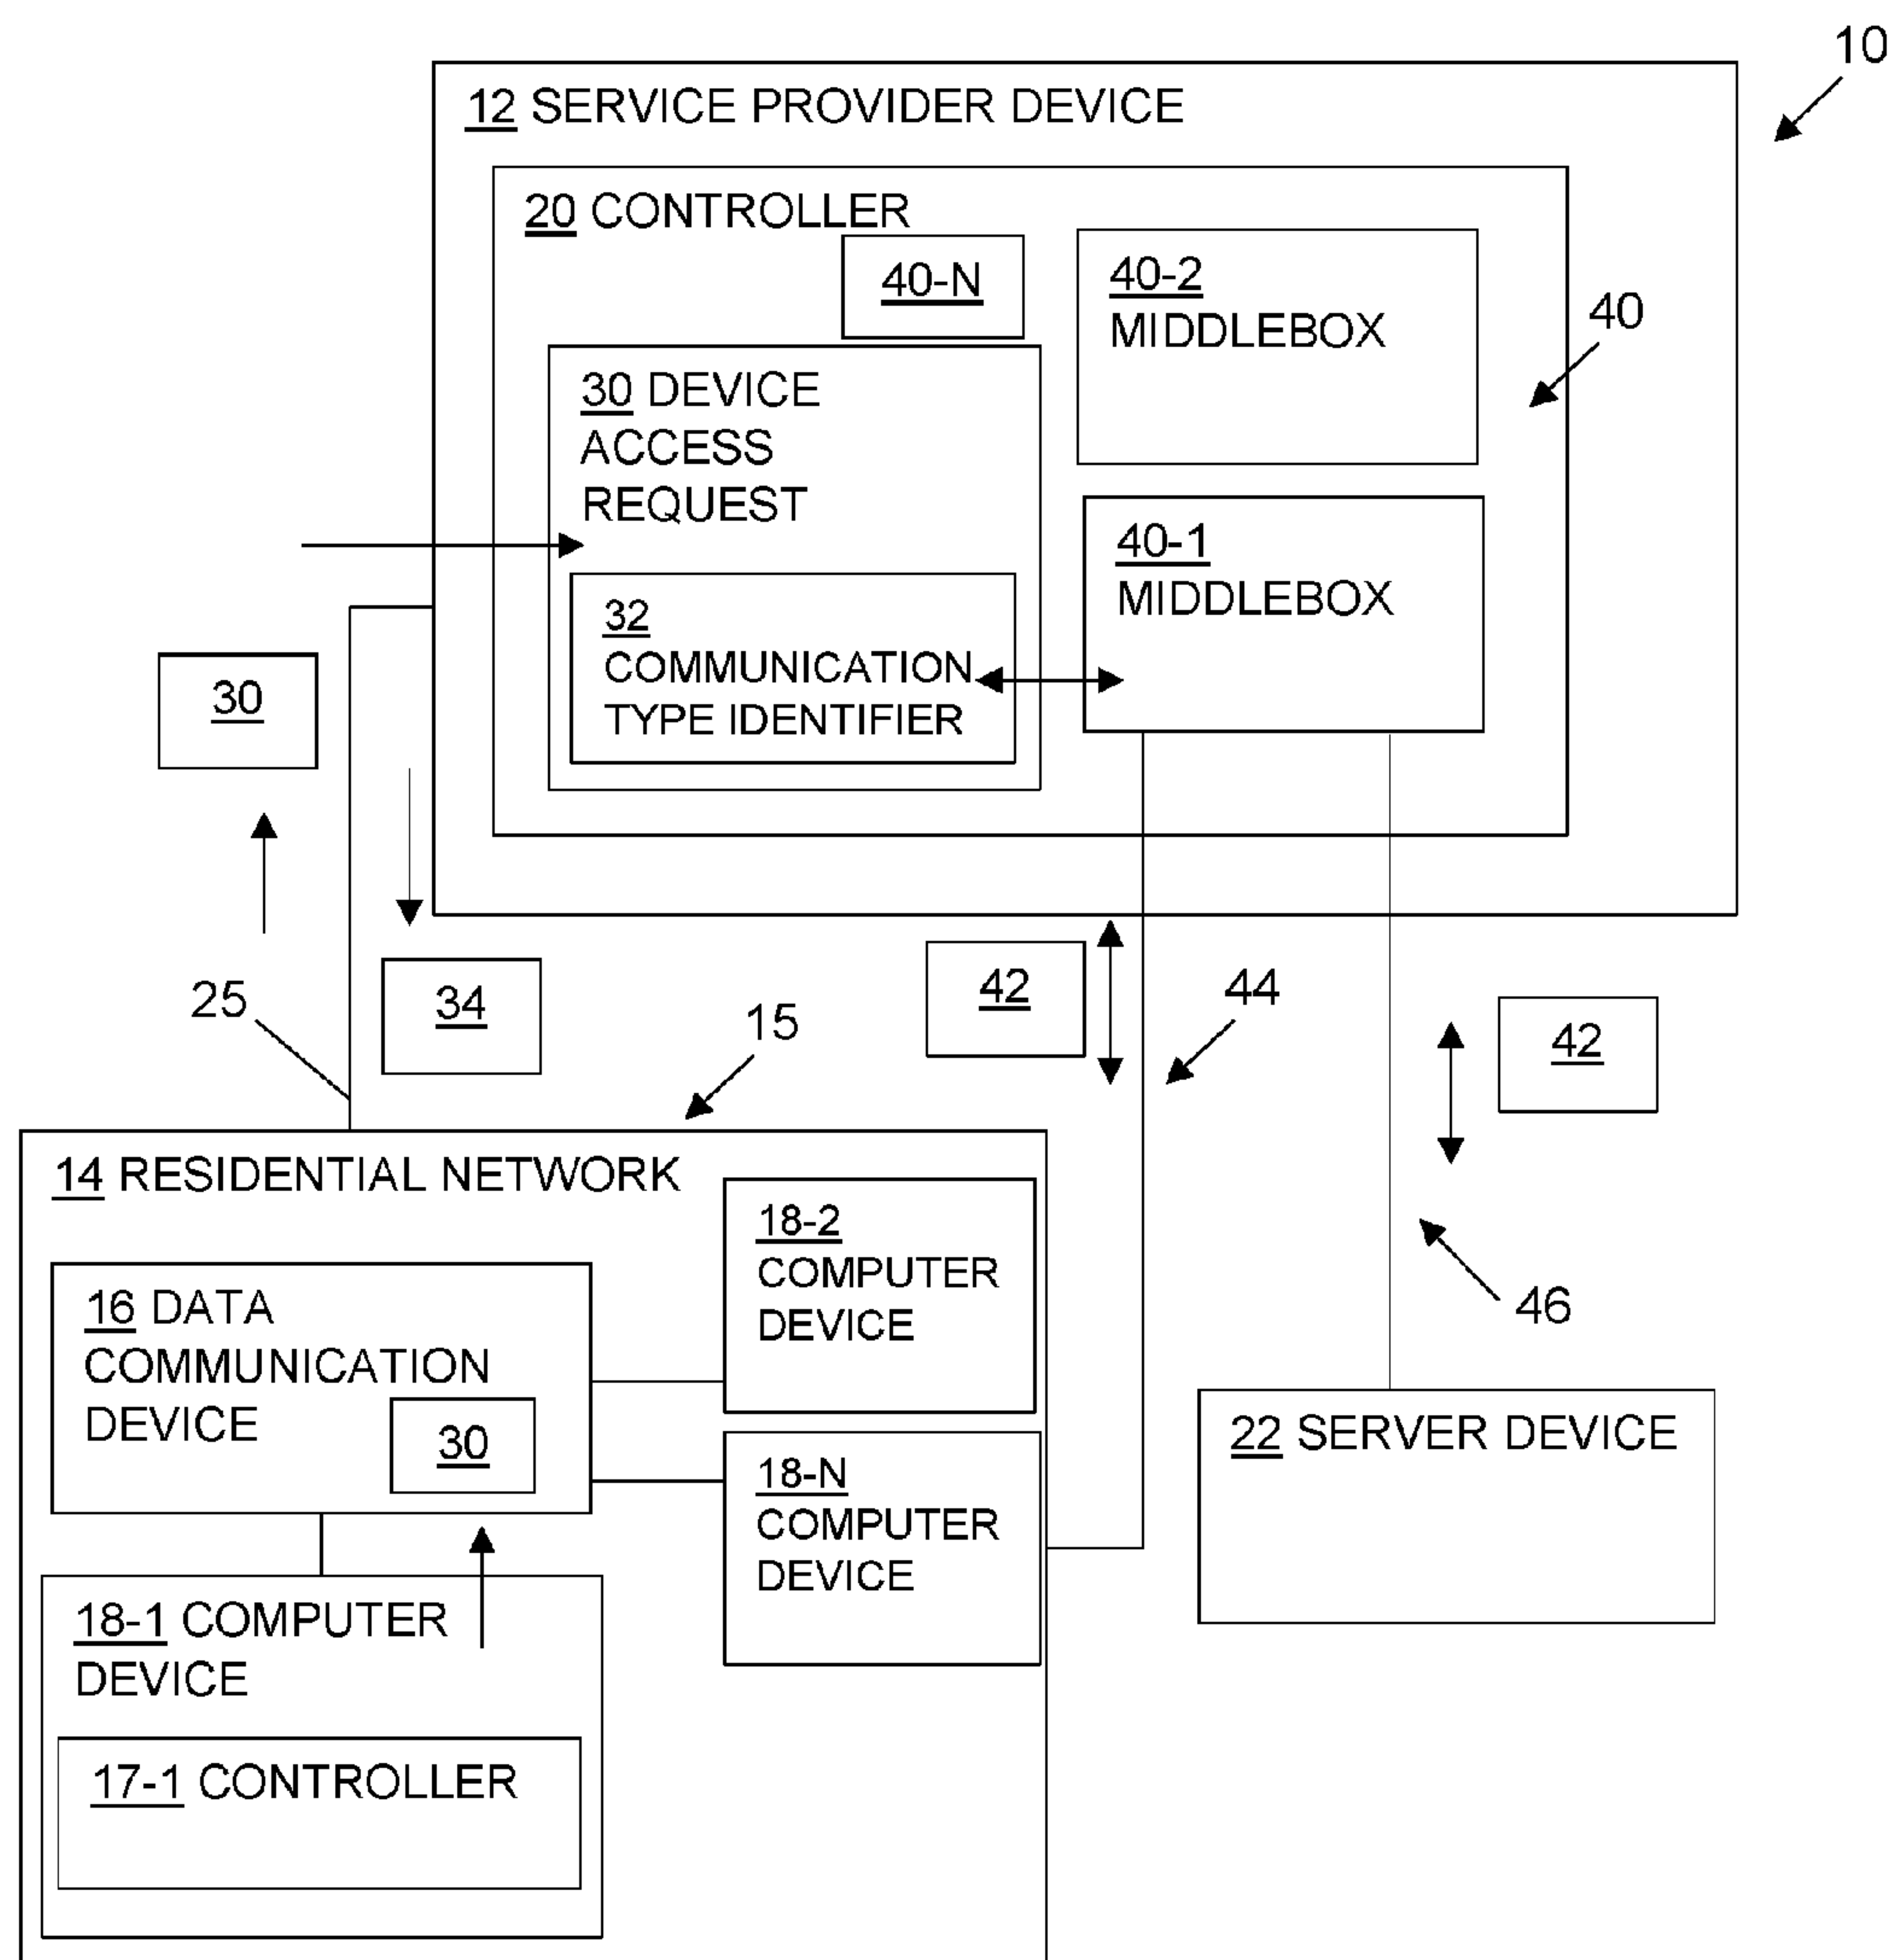 10
12 SERVICE PROVIDER DEVICE
20 CONTROLLER
40-N
40-2
MIDDLEBOX
40
30 DEVICE
ACCESS
REQUEST
40-1
MIDDLEBOX
32
COMMUNICATION
TYPE IDENTIFIER
30
25
34
15
42
44
42
14 RESIDENTIAL NETWORK
18-2
COMPUTER
DEVICE
46
16 DATA
COMMUNICATION
DEVICE
30
18-N
COMPUTER
DEVICE
22 SERVER DEVICE
18-1 COMPUTER
DEVICE
17-1 CONTROLLER